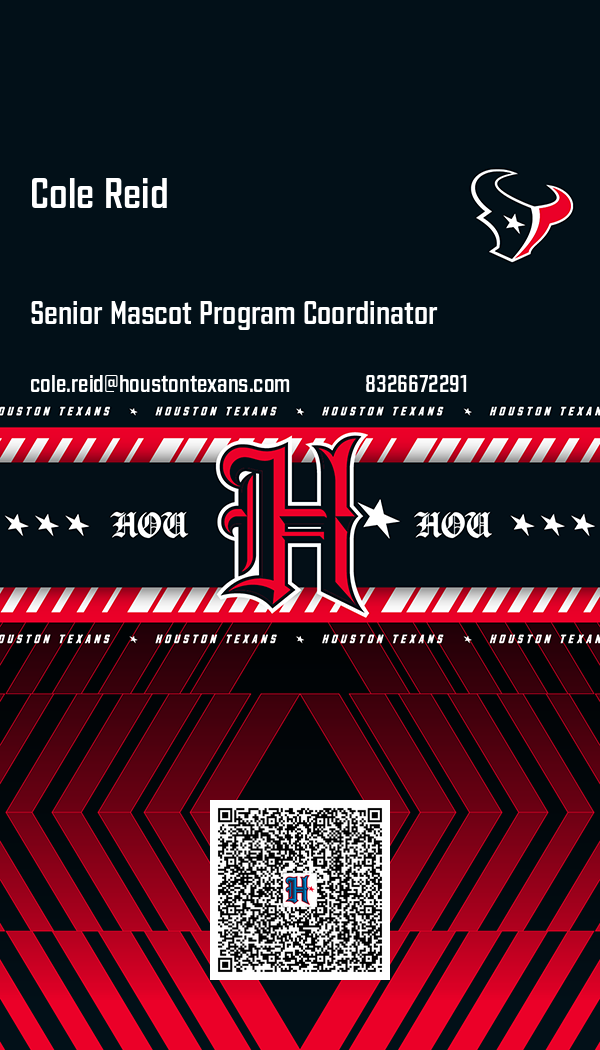 Cole Reid
Senior Mascot Program Coordinator
cole.reid@houstontexans.com 8326672291
HOUSTON TEXANS HOUSTON TEXANS HOUSTON TEXANS HOUSTON TEXANS
HOU H HOU
HOUSTON TEXANS HOUSTON TEXANS HOUSTON TEXANS HOUSTON TEXANS
H